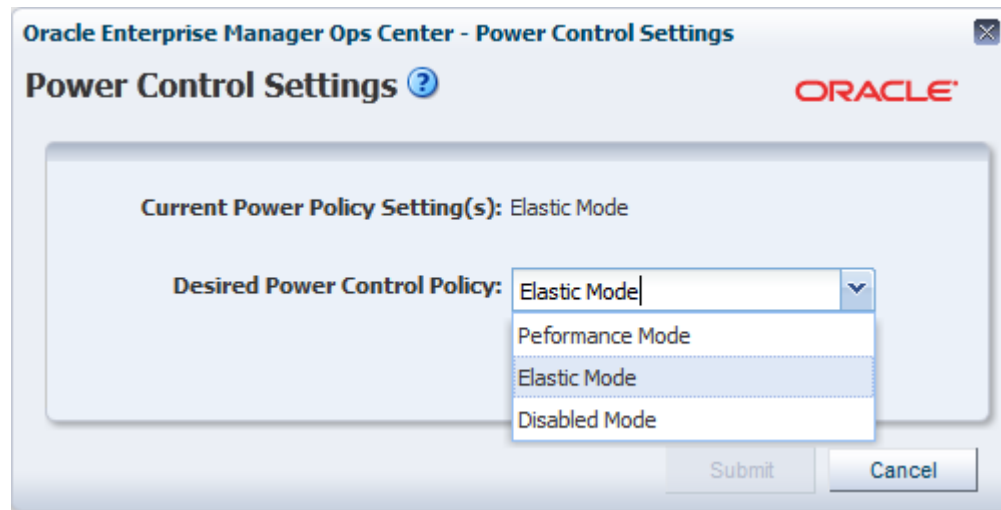 Oracle Enterprise Manager Ops Center - Power Control Settings
Power Control Settings ?
ORACLE
Current Power Policy Setting(s): Elastic Mode
Desired Power Control Policy: Elastic Mode
Peformance Mode
Elastic Mode
Disabled Mode
Submit Cancel